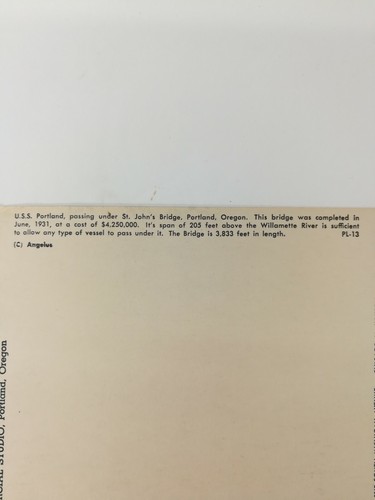 U.S.S. Portland, passing under St. John's Bridge, Portland, Oregon. This bridge was completed in
June, 1931, at a cost of $4,250,000. It's span of 205 feet above the Willamette River is sufficient
to allow any type of vessel to pass under it. The Bridge is 3,833 feet in length. PL-13
(C) Angelus
STUDIO, Portland, Oregon